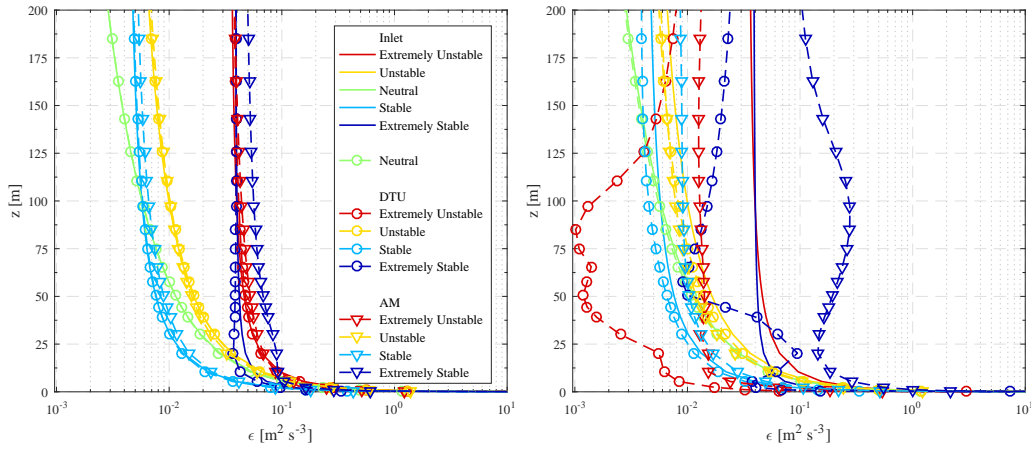 200
175
150
125
100
75
50
25
0
z [m]
10-3
10-2
10-1
100
101
ϵ [m2 s-3]
Inlet
Extremely Unstable
Unstable
Neutral
Stable
Extremely Stable
Neutral
DTU
Extremely Unstable
Unstable
Stable
Extremely Stable
AM
Extremely Unstable
Unstable
Stable
Extremely Stable
200
175
150
125
100
75
50
25
0
z [m]
10-3
10-2
10-1
100
101
ϵ [m2 s-3]